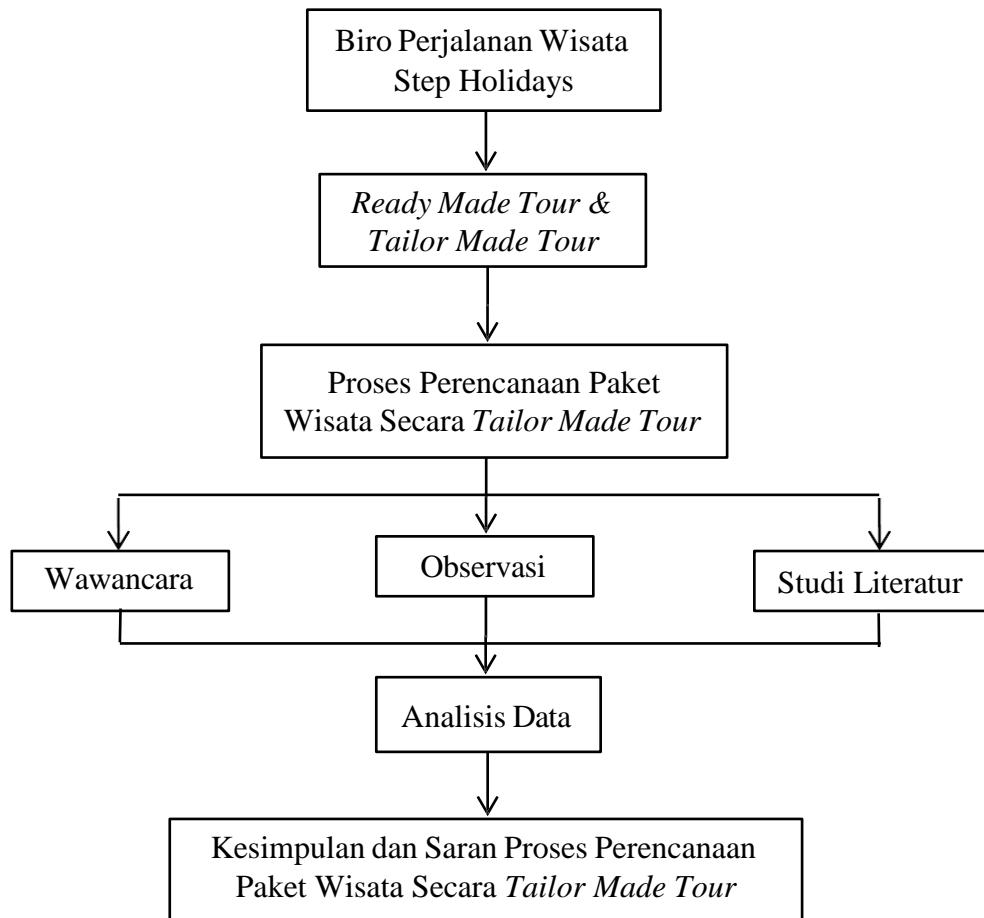 Biro Perjalanan Wisata
Step Holidays
Ready Made Tour &
Tailor Made Tour
Proses Perencanaan Paket
Wisata Secara Tailor Made Tour
Wawancara
Observasi
Studi Literatur
Analisis Data
Kesimpulan dan Saran Proses Perencanaan
Paket Wisata Secara Tailor Made Tour